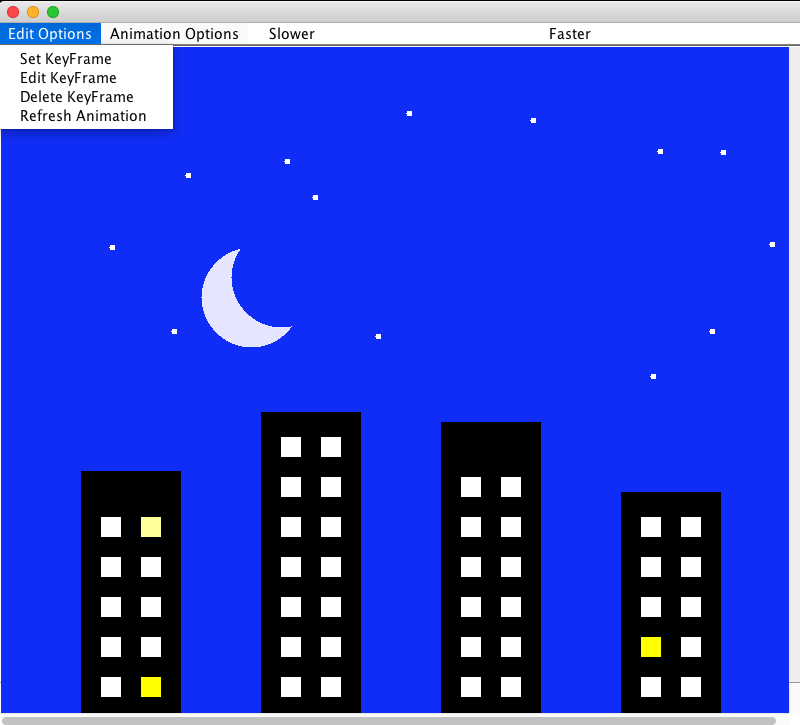 Edit Options Animation Options Slower Faster
Set KeyFrame
Edit KeyFrame
Delete KeyFrame
Refresh Animation